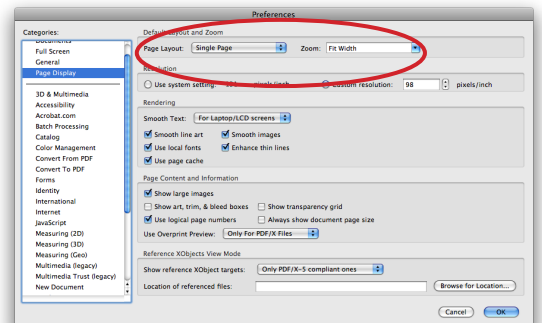 Preferences
Categories:
Documents
Full Screen
General
Page Display
3D & Multimedia
Accessibility
Acrobat.com
Batch Processing
Catalog
Color Management
Convert From PDF
Convert To PDF
Forms
Identity
International
Internet
JavaScript
Measuring (2D)
Measuring (3D)
Measuring (Geo)
Multimedia (legacy)
Multimedia Trust (legacy)
New Document
Default Layout and Zoom
Page Layout: Single Page Zoom: Fit Width
Resolution
Use system setting: pixels/inch Custom resolution: 98 pixels/inch
Rendering
Smooth Text: For Laptop/LCD screens
Smooth line art Smooth images
Use local fonts Enhance thin lines
Use page cache
Page Content and Information
Show large images
Show art, trim, & bleed boxes Show transparency grid
Use logical page numbers Always show document page size
Use Overprint Preview: Only For PDF/X Files
Reference XObjects View Mode
Show reference XObject targets: Only PDF/X-5 compliant ones
Location of referenced files: Browse for Location...
Cancel OK